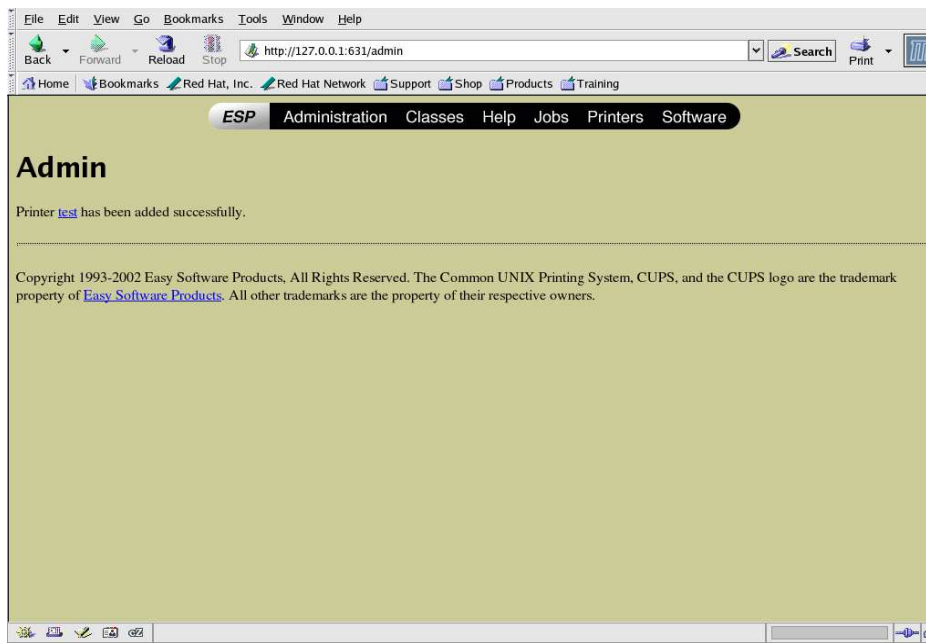 File Edit View Go Bookmarks Tools Window Help
Back Forward Reload Stop http://127.0.0.1:631/admin Search Print
Home Bookmarks Red Hat, Inc. Red Hat Network Support Shop Products Training
ESP Administration Classes Help Jobs Printers Software
Admin
Printer test has been added successfully.
Copyright 1993-2002 Easy Software Products, All Rights Reserved. The Common UNIX Printing System, CUPS, and the CUPS logo are the trademark
property of Easy Software Products. All other trademarks are the property of their respective owners.